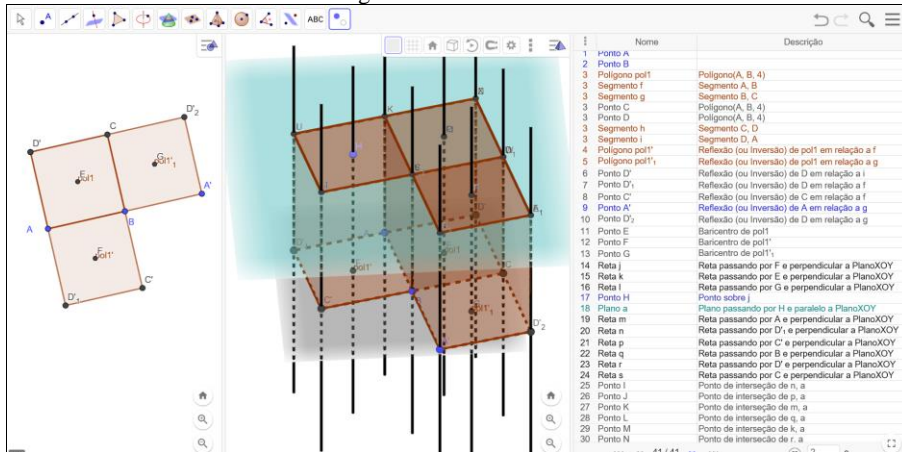 ABC
Nome Descrição
1 Ponto A
2 Ponto B
3 Polígono pol1 Polígono(A, B, 4)
3 Segmento f Segmento A, B
3 Segmento g Segmento B, C
3 Ponto C Polígono(A, B, 4)
3 Ponto D Polígono(A, B, 4)
3 Segmento h Segmento C, D
3 Segmento i Segmento D, A
4 Polígono pol1' Reflexão (ou Inversão) de pol1 em relação a f
5 Polígono pol1'₁ Reflexão (ou Inversão) de pol1 em relação a g
6 Ponto D' Reflexão (ou Inversão) de D em relação a i
7 Ponto D'₁ Reflexão (ou Inversão) de D em relação a f
8 Ponto C' Reflexão (ou Inversão) de C em relação a f
9 Ponto A' Reflexão (ou Inversão) de A em relação a g
10 Ponto D'₂ Reflexão (ou Inversão) de D em relação a g
11 Ponto E Baricentro de pol1
12 Ponto F Baricentro de pol1'
13 Ponto G Baricentro de pol1'₁
14 Reta j Reta passando por F e perpendicular a PlanoXOY
15 Reta k Reta passando por E e perpendicular a PlanoXOY
16 Reta l Reta passando por G e perpendicular a PlanoXOY
17 Ponto H Ponto sobre j
18 Plano a Plano passando por H e paralelo a PlanoXOY
19 Reta m Reta passando por A e perpendicular a PlanoXOY
20 Reta n Reta passando por D'₁ e perpendicular a PlanoXOY
21 Reta p Reta passando por C' e perpendicular a PlanoXOY
22 Reta q Reta passando por B e perpendicular a PlanoXOY
23 Reta r Reta passando por D' e perpendicular a PlanoXOY
24 Reta s Reta passando por C e perpendicular a PlanoXOY
25 Ponto I Ponto de interseção de n, a
26 Ponto J Ponto de interseção de p, a
27 Ponto K Ponto de interseção de m, a
28 Ponto L Ponto de interseção de q, a
29 Ponto M Ponto de interseção de k, a
30 Ponto N Ponto de interseção de r, a
41 / 41
2
D'₂
C
D'
G
pol1'₁
E
pol1
A'
B
A
F
pol1'
C'
D'₁
K
pol1'
pol1
C'
C
D'₂